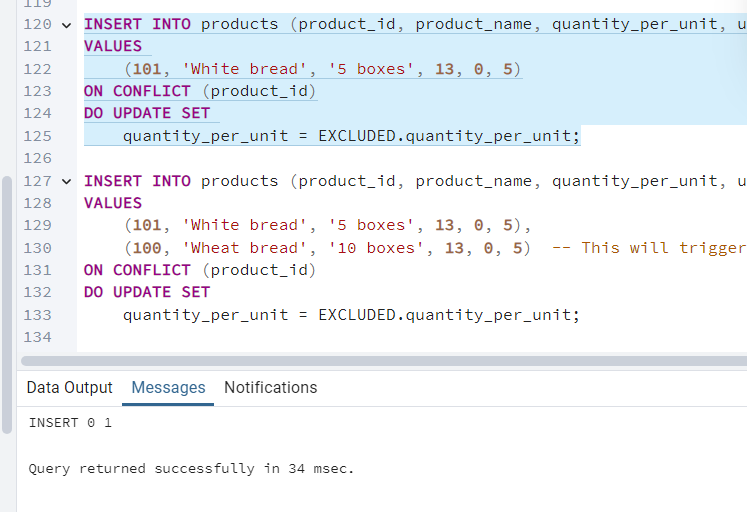 119
120 INSERT INTO products (product_id, product_name, quantity_per_unit, u
121 VALUES
122     (101, 'White bread', '5 boxes', 13, 0, 5)
123 ON CONFLICT (product_id)
124 DO UPDATE SET
125     quantity_per_unit = EXCLUDED.quantity_per_unit;
126
127 INSERT INTO products (product_id, product_name, quantity_per_unit, u
128 VALUES
129     (101, 'White bread', '5 boxes', 13, 0, 5),
130     (100, 'Wheat bread', '10 boxes', 13, 0, 5)  -- This will trigger
131 ON CONFLICT (product_id)
132 DO UPDATE SET
133     quantity_per_unit = EXCLUDED.quantity_per_unit;
134
Data Output Messages Notifications
INSERT 0 1
Query returned successfully in 34 msec.